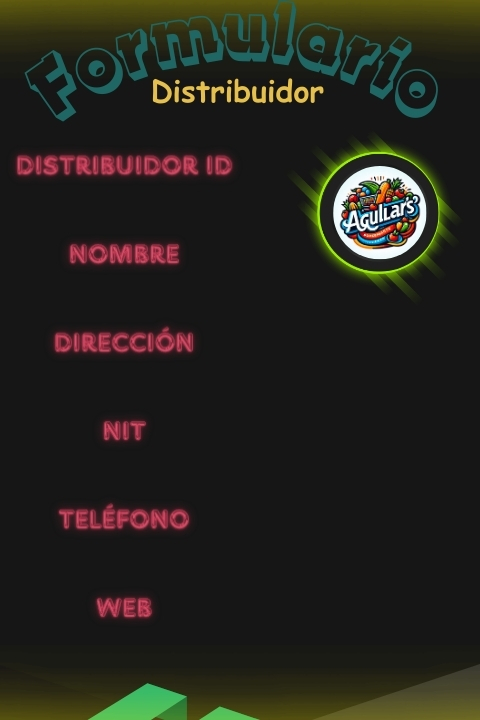 Formulario
Distribuidor
DISTRIBUIDOR ID
AGUILARS'
NOMBRE
DIRECCIÓN
NIT
TELÉFONO
WEB